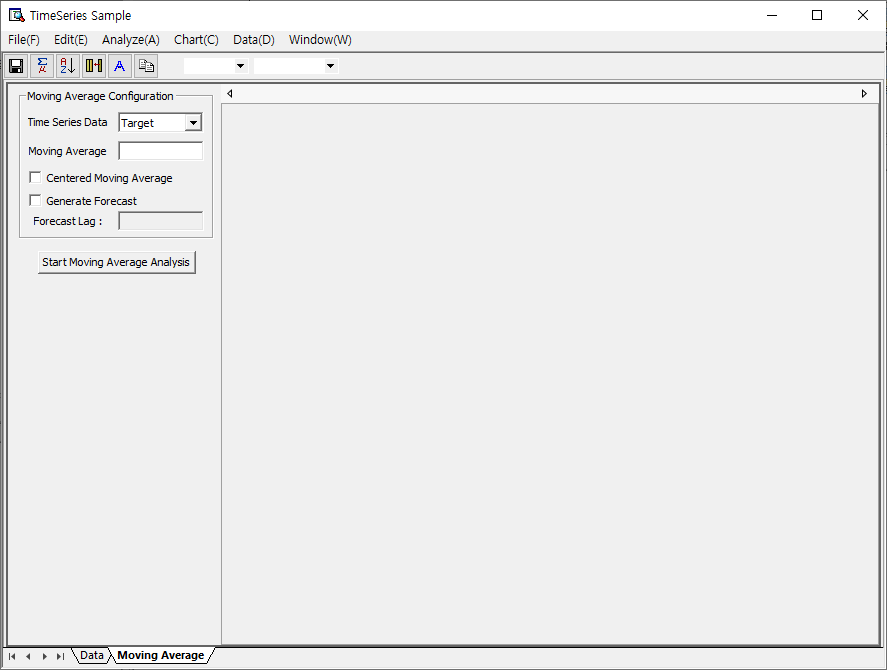 TimeSeries Sample
File(F) Edit(E) Analyze(A) Chart(C) Data(D) Window(W)
Moving Average Configuration
Time Series Data Target
Moving Average
Centered Moving Average
Generate Forecast
Forecast Lag :
Start Moving Average Analysis
Data Moving Average